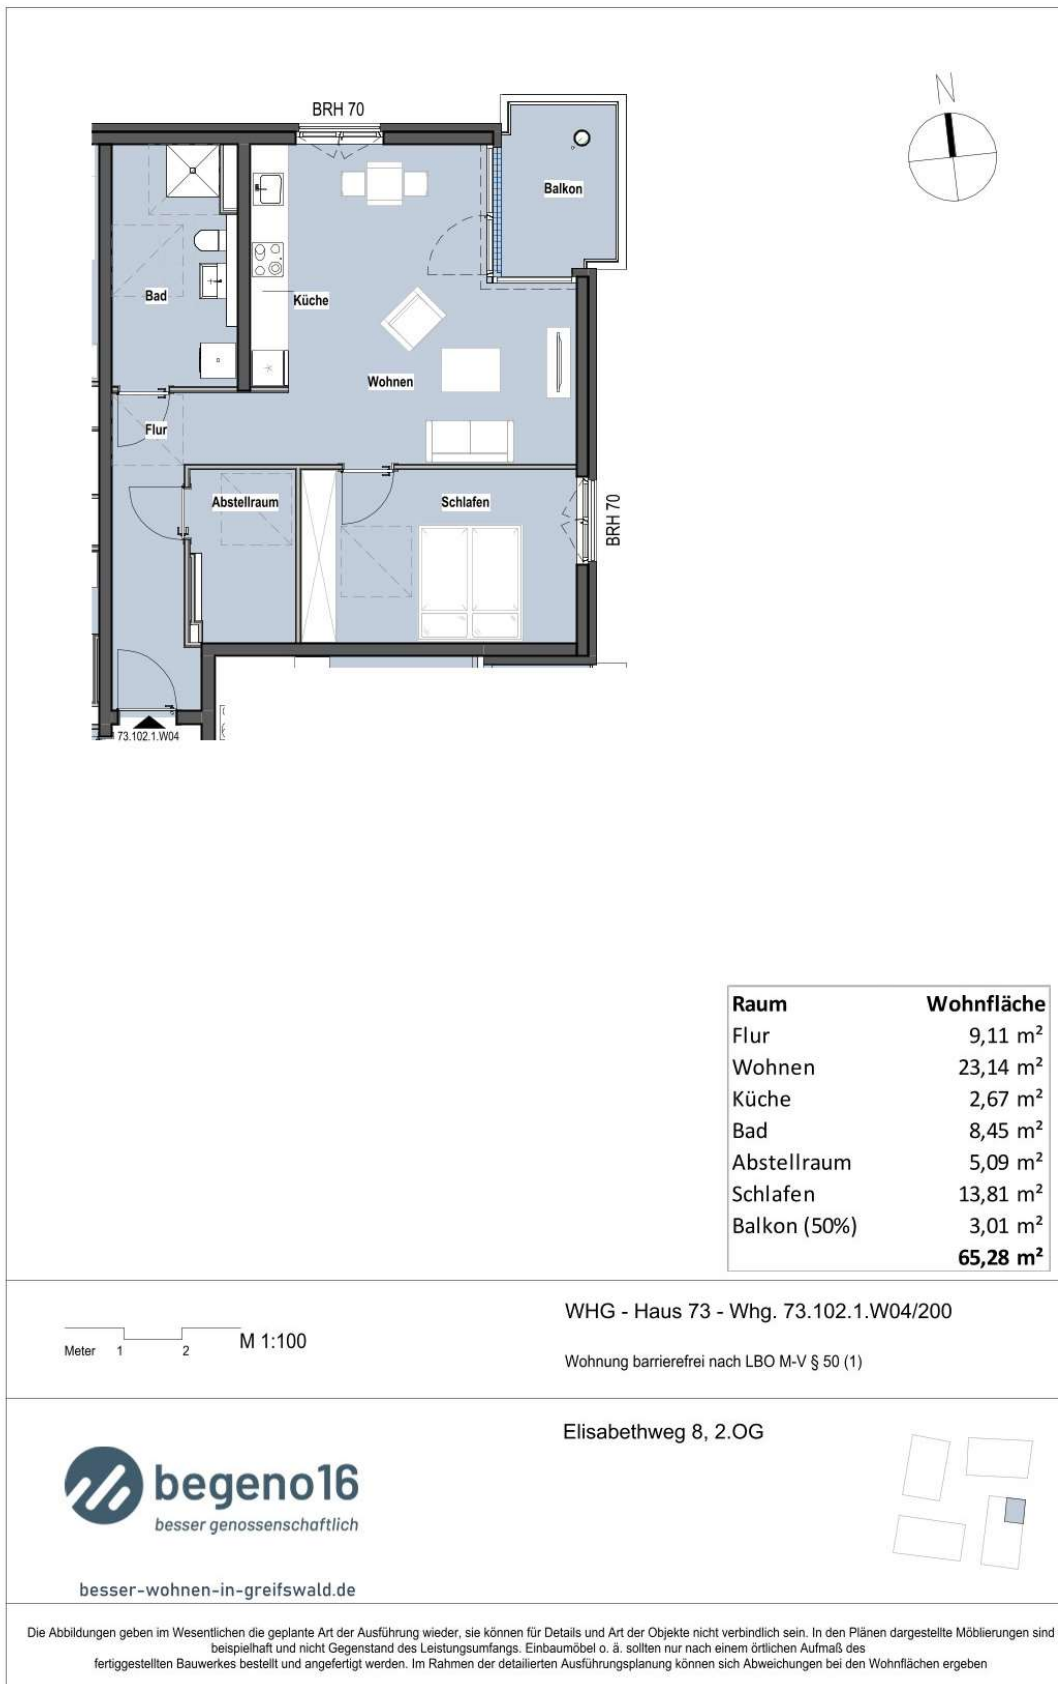 BRH 70
N
Balkon
Bad
Küche
Wohnen
Flur
Abstellraum
Schlafen
BRH 70
73.102.1.W04
Raum Wohnfläche
Flur 9,11 m²
Wohnen 23,14 m²
Küche 2,67 m²
Bad 8,45 m²
Abstellraum 5,09 m²
Schlafen 13,81 m²
Balkon (50%) 3,01 m²
65,28 m²
Meter 1 2 M 1:100
WHG - Haus 73 - Whg. 73.102.1.W04/200
Wohnung barrierefrei nach LBO M-V § 50 (1)
Elisabethweg 8, 2.OG
begeno16
besser genossenschaftlich
besser-wohnen-in-greifswald.de
Die Abbildungen geben im Wesentlichen die geplante Art der Ausführung wieder, sie können für Details und Art der Objekte nicht verbindlich sein. In den Plänen dargestellte Möblierungen sind
beispielhaft und nicht Gegenstand des Leistungsumfangs. Einbaumöbel o. ä. sollten nur nach einem örtlichen Aufmaß des
fertiggestellten Bauwerkes bestellt und angefertigt werden. Im Rahmen der detailierten Ausführungsplanung können sich Abweichungen bei den Wohnflächen ergeben